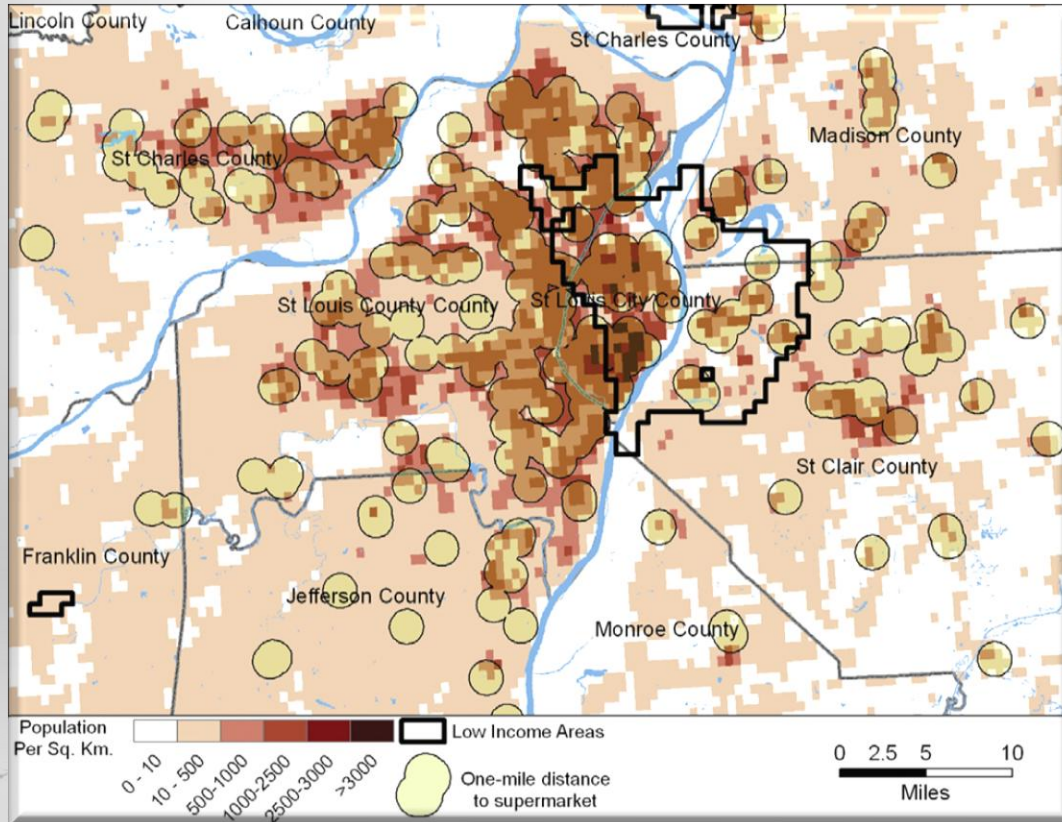 Lincoln County
Calhoun County
St Charles County
Madison County
St Charles County
St Louis County County
St Louis City County
St Clair County
Franklin County
Jefferson County
Monroe County
Population
Per Sq. Km.
0 - 10
10 - 500
500-1000
1000-2500
2500-3000
>3000
Low Income Areas
One-mile distance
to supermarket
0 2.5 5 10
Miles